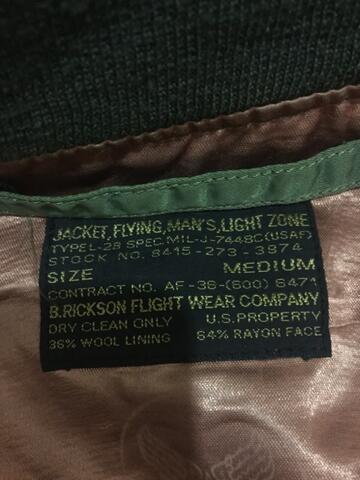 JACKET, FLYING, MAN'S, LIGHT ZONE
TYPE L-2B SPEC. MIL-J-7448C (USAF)
STOCK NO. 8415-273-3874
SIZE MEDIUM
CONTRACT NO. AF-36-(600) 6471
B. RICKSON FLIGHT WEAR COMPANY
DRY CLEAN ONLY U.S. PROPERTY
36% WOOL LINING 64% RAYON FACE